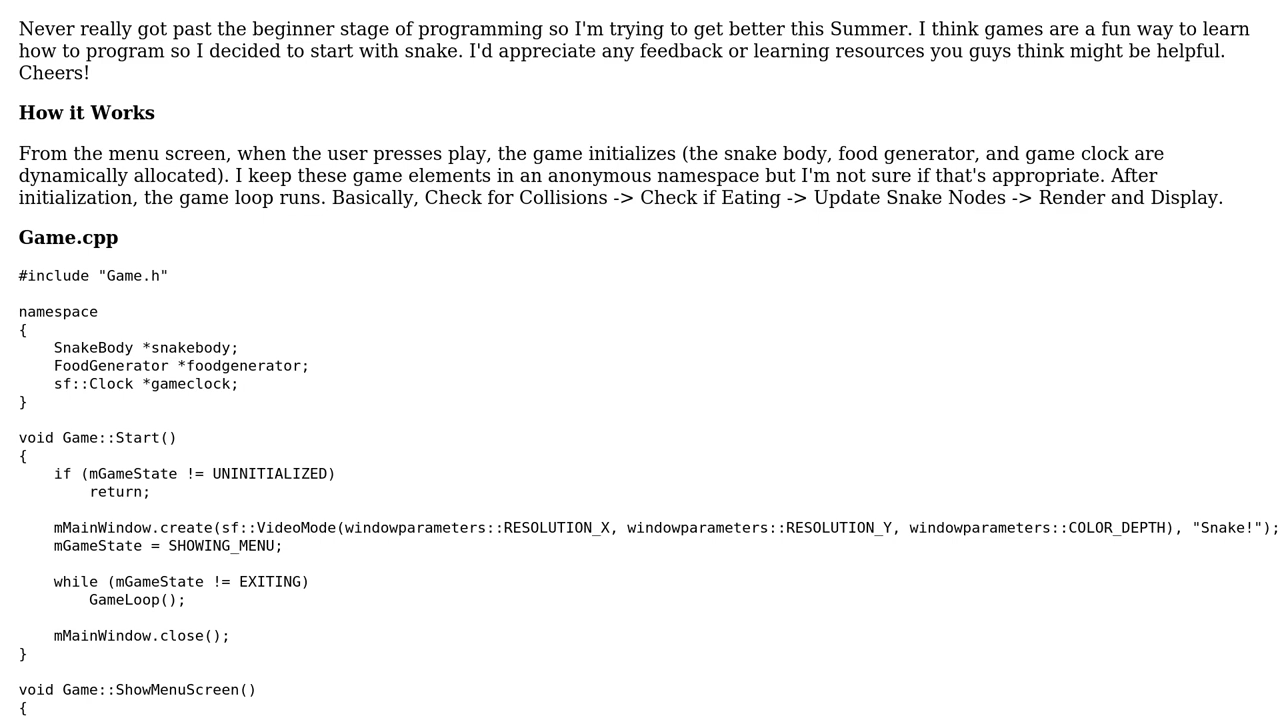 Never really got past the beginner stage of programming so I'm trying to get better this Summer. I think games are a fun way to learn
how to program so I decided to start with snake. I'd appreciate any feedback or learning resources you guys think might be helpful.
Cheers!
How it Works
From the menu screen, when the user presses play, the game initializes (the snake body, food generator, and game clock are
dynamically allocated). I keep these game elements in an anonymous namespace but I'm not sure if that's appropriate. After
initialization, the game loop runs. Basically, Check for Collisions -> Check if Eating -> Update Snake Nodes -> Render and Display.
Game.cpp
#include "Game.h"
namespace
{
    SnakeBody *snakebody;
    FoodGenerator *foodgenerator;
    sf::Clock *gameclock;
}
void Game::Start()
{
    if (mGameState != UNINITIALIZED)
        return;
    mMainWindow.create(sf::VideoMode(windowparameters::RESOLUTION_X, windowparameters::RESOLUTION_Y, windowparameters::COLOR_DEPTH), "Snake!");
    mGameState = SHOWING_MENU;
    while (mGameState != EXITING)
        GameLoop();
    mMainWindow.close();
}
void Game::ShowMenuScreen()
{